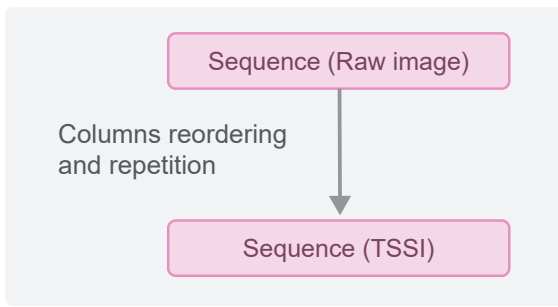 Sequence (Raw image)
Columns reordering
and repetition
Sequence (TSSI)